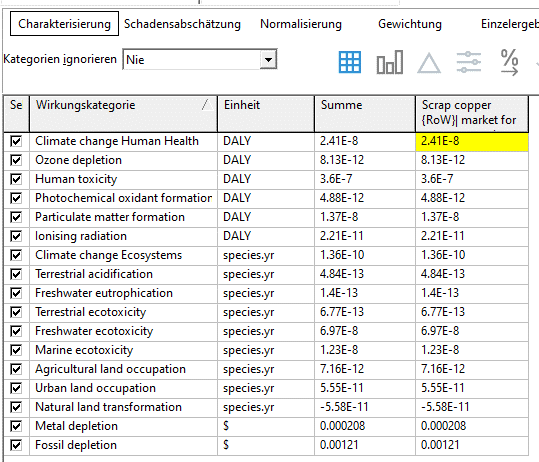 Charakterisierung Schadensabschätzung Normalisierung Gewichtung Einzelergeb
Kategorien ignorieren Nie %
Se Wirkungskategorie Einheit Summe Scrap copper
{RoW}| market for
Climate change Human Health DALY 2.41E-8 2.41E-8
Ozone depletion DALY 8.13E-12 8.13E-12
Human toxicity DALY 3.6E-7 3.6E-7
Photochemical oxidant formation DALY 4.88E-12 4.88E-12
Particulate matter formation DALY 1.37E-8 1.37E-8
Ionising radiation DALY 2.21E-11 2.21E-11
Climate change Ecosystems species.yr 1.36E-10 1.36E-10
Terrestrial acidification species.yr 4.84E-13 4.84E-13
Freshwater eutrophication species.yr 1.4E-13 1.4E-13
Terrestrial ecotoxicity species.yr 6.77E-13 6.77E-13
Freshwater ecotoxicity species.yr 6.97E-8 6.97E-8
Marine ecotoxicity species.yr 1.23E-8 1.23E-8
Agricultural land occupation species.yr 7.16E-12 7.16E-12
Urban land occupation species.yr 5.55E-11 5.55E-11
Natural land transformation species.yr -5.58E-11 -5.58E-11
Metal depletion $ 0.000208 0.000208
Fossil depletion $ 0.00121 0.00121